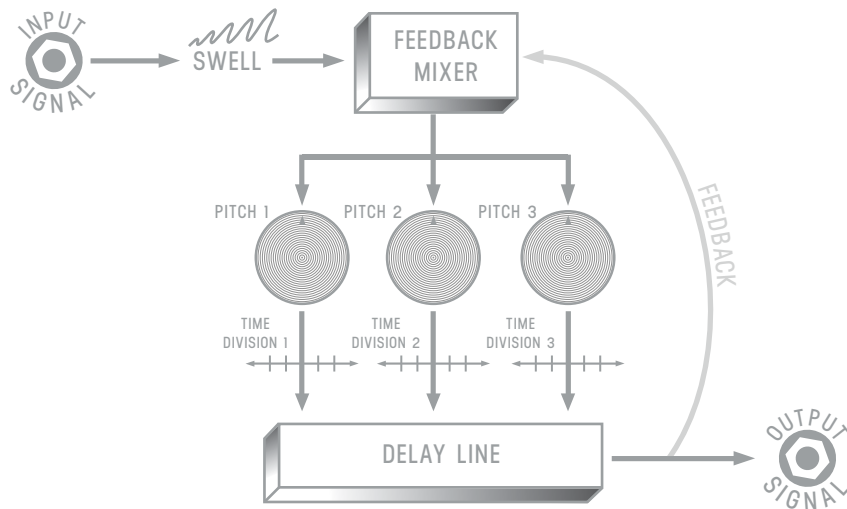 INPUT
SIGNAL
SWELL
FEEDBACK
MIXER
PITCH 1
PITCH 2
PITCH 3
FEEDBACK
TIME
DIVISION 1
TIME
DIVISION 2
TIME
DIVISION 3
DELAY LINE
OUTPUT
SIGNAL